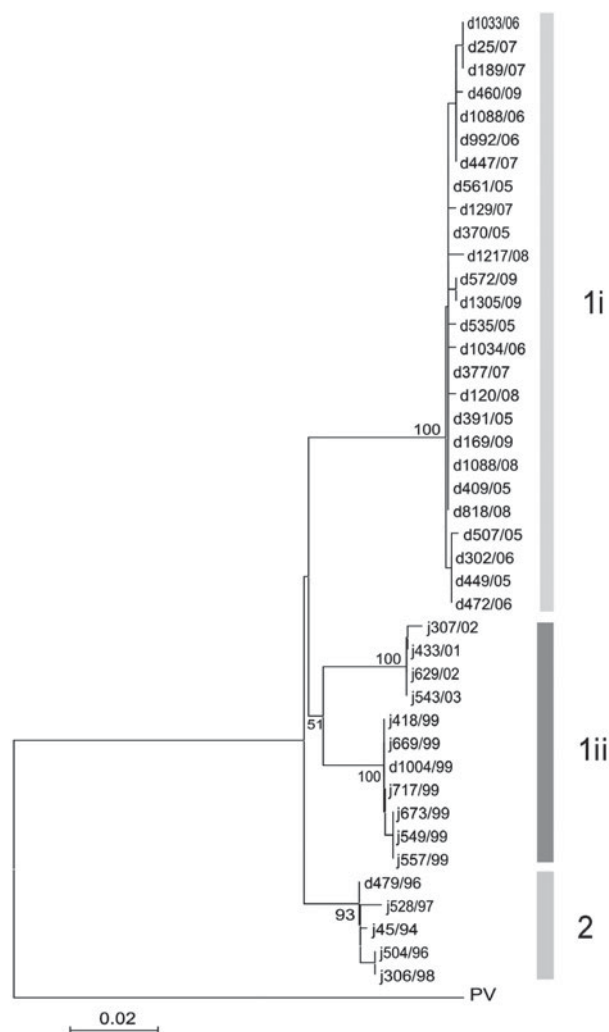 d1033/06
d25/07
d189/07
d460/09
d1088/06
d992/06
d447/07
d561/05
d129/07
d370/05
d1217/08
d572/09
d1305/09
1i
d535/05
d1034/06
d377/07
d120/08
d391/05
100
d169/09
d1088/08
d409/05
d818/08
d507/05
d302/06
d449/05
d472/06
j307/02
j433/01
100
j629/02
j543/03
j418/99
51
j669/99
1ii
d1004/99
100
j717/99
j673/99
j549/99
j557/99
d479/96
j528/97
93
j45/94
2
j504/96
j306/98
PV
0.02